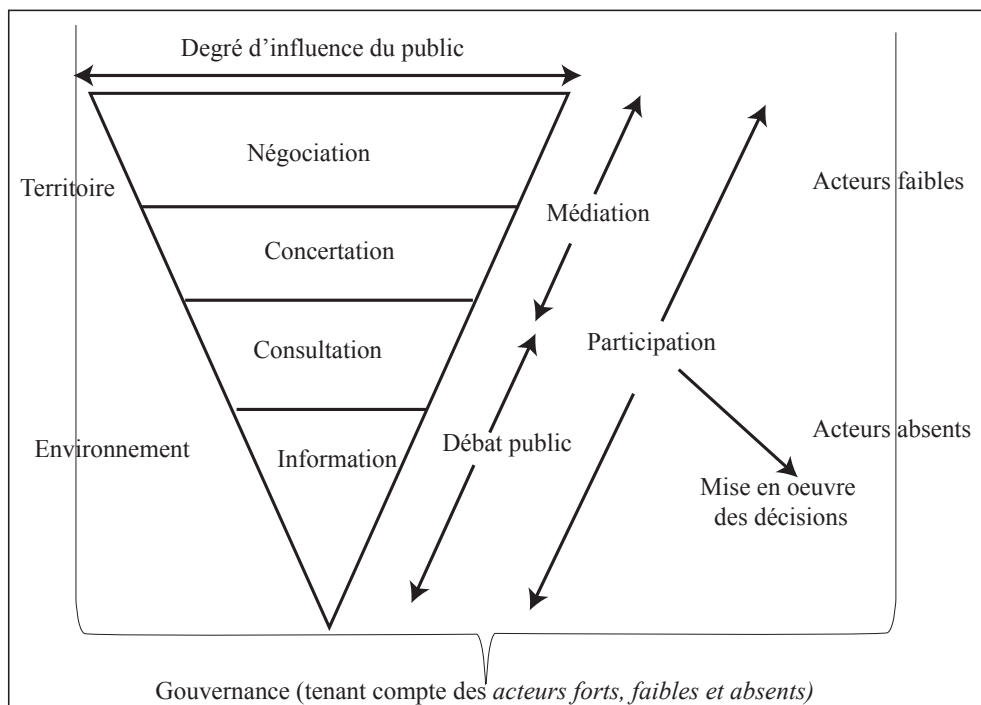 Degré d'influence du public
Négociation
Territoire
Acteurs faibles
Médiation
Concertation
Participation
Consultation
Acteurs absents
Débat public
Environnement
Information
Mise en oeuvre
des décisions
Gouvernance (tenant compte des acteurs forts, faibles et absents)